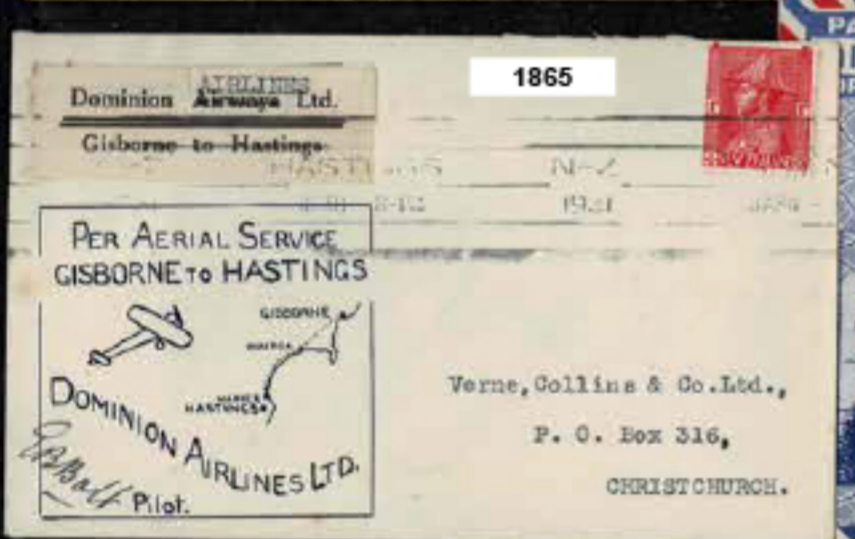 PA
1865
AIRLINES
Dominion Airways Ltd.
Gisborne to Hastings
HASTINGS N-Z
1931
PER AERIAL SERVICE
GISBORNE TO HASTINGS
GISBORNE
WAIROA
HASTINGS
DOMINION AIRLINES LTD.
Pilot.
Verne, Collins & Co.Ltd.,
P. O. Box 316,
CHRISTCHURCH.